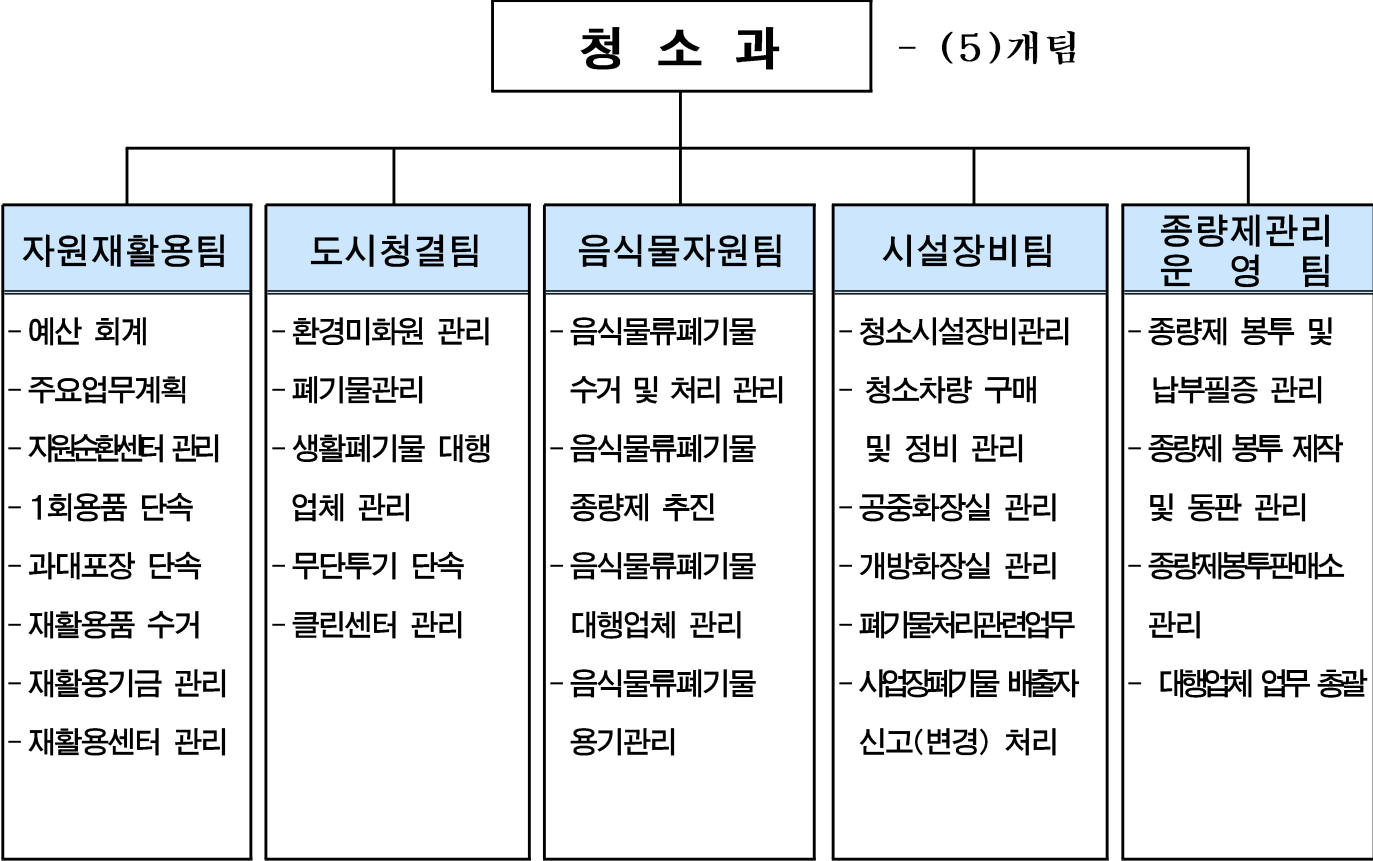 청 소 과
- (5)개팀
자원재활용팀
- 예산 회계
- 주요업무계획
- 자원순환센터 관리
- 1회용품 단속
- 과대포장 단속
- 재활용품 수거
- 재활용기금 관리
- 재활용센터 관리
도시청결팀
- 환경미화원 관리
- 폐기물관리
- 생활폐기물 대행
업체 관리
- 무단투기 단속
- 클린센터 관리
음식물자원팀
- 음식물류폐기물
수거 및 처리 관리
- 음식물류폐기물
종량제 추진
- 음식물류폐기물
대행업체 관리
- 음식물류폐기물
용기관리
시설장비팀
- 청소시설장비관리
- 청소차량 구매
및 정비 관리
- 공중화장실 관리
- 개방화장실 관리
- 폐기물처리관련업무
- 사업장폐기물 배출자
신고(변경) 처리
종량제관리
운 영 팀
- 종량제 봉투 및
납부필증 관리
- 종량제 봉투 제작
및 동판 관리
- 종량제봉투판매소
관리
- 대행업체 업무 총괄